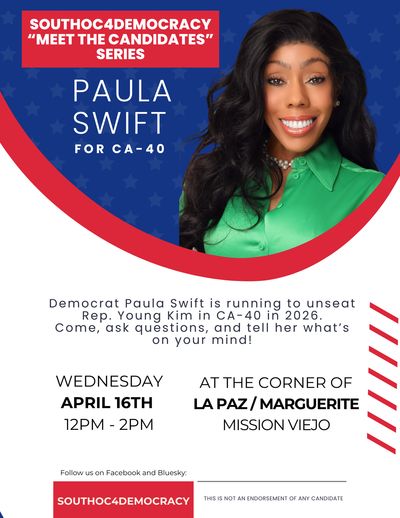 SOUTHOC4DEMOCRACY
“MEET THE CANDIDATES”
SERIES
PAULA
SWIFT
FOR CA-40
Democrat Paula Swift is running to unseat
Rep. Young Kim in CA-40 in 2026.
Come, ask questions, and tell her what’s
on your mind!
WEDNESDAY
APRIL 16TH
12PM - 2PM
AT THE CORNER OF
LA PAZ / MARGUERITE
MISSION VIEJO
Follow us on Facebook and Bluesky:
SOUTHOC4DEMOCRACY
THIS IS NOT AN ENDORSEMENT OF ANY CANDIDATE